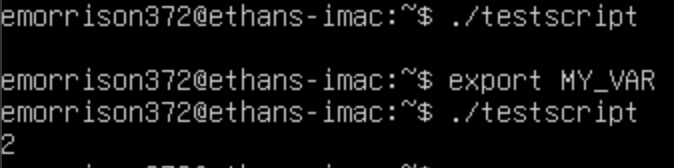 emorrison372@ethans-imac:~$ ./testscript
emorrison372@ethans-imac:~$ export MY_VAR
emorrison372@ethans-imac:~$ ./testscript
2